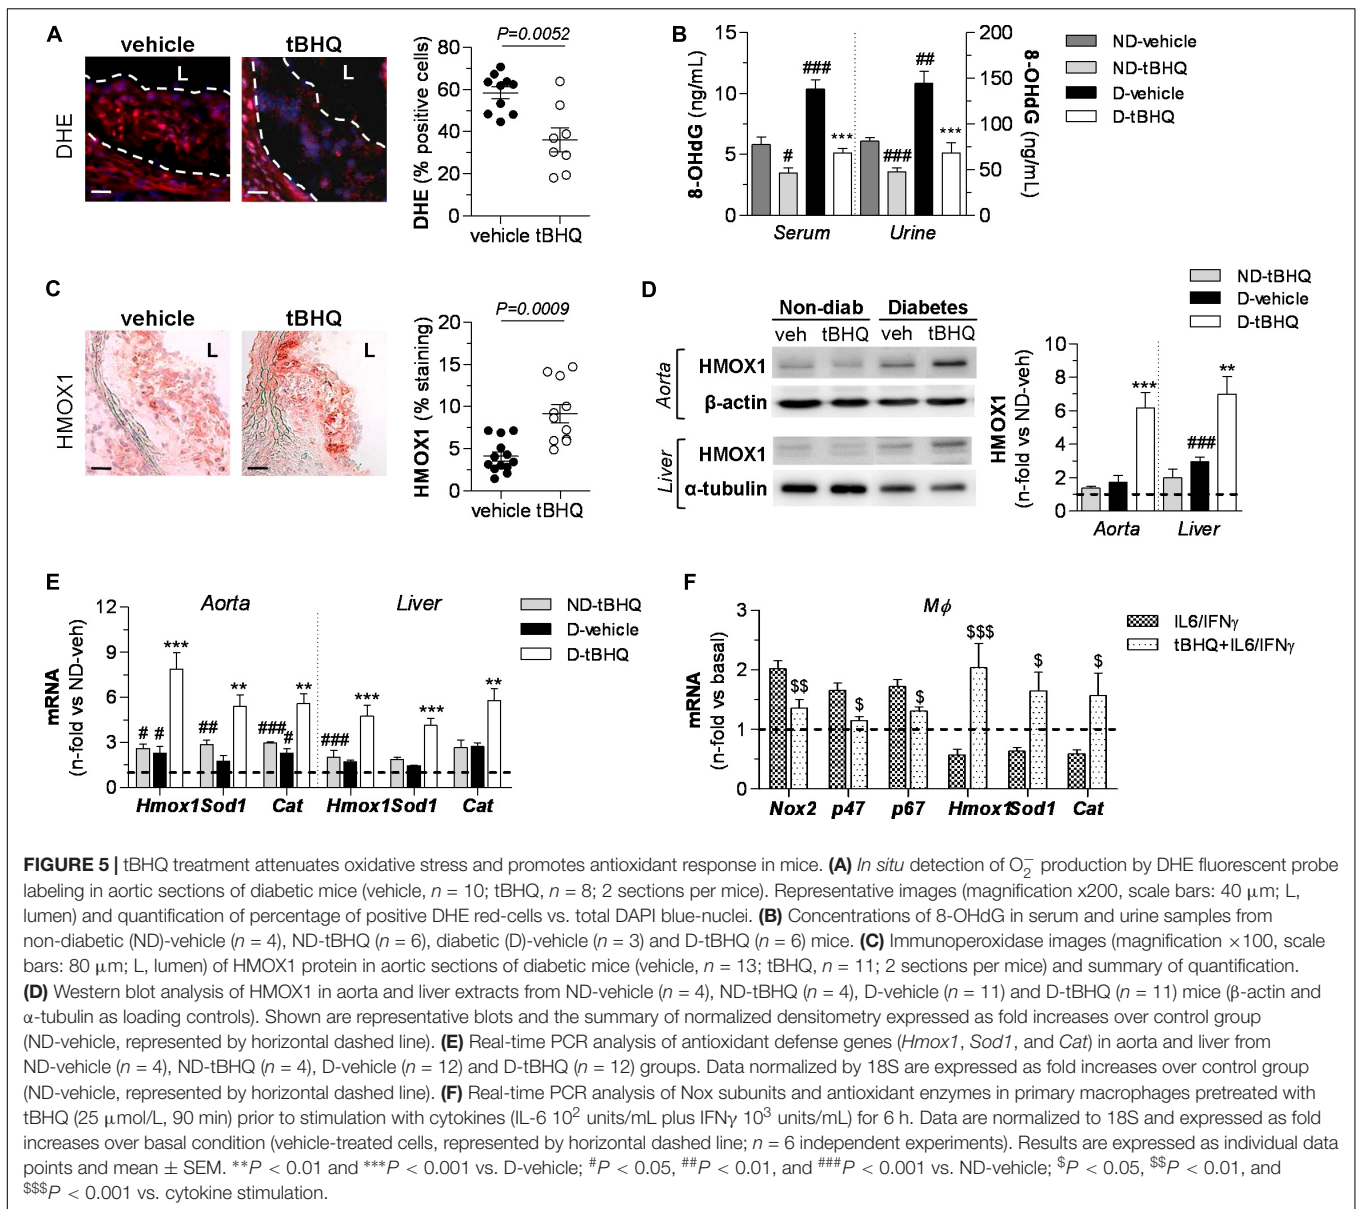 A
vehicle
tBHQ
L
L
DHE
P=0.0052
DHE (% positive cells)
80
60
40
20
0
vehicle tBHQ
B
8-OHdG (ng/mL)
15
10
5
0
###
##
#
***
###
***
200
150
100
50
0
8-OHdG (ng/mL)
Serum
Urine
ND-vehicle
ND-tBHQ
D-vehicle
D-tBHQ
C
vehicle
tBHQ
L
L
HMOX1
P=0.0009
HMOX1 (% staining)
20
15
10
5
0
vehicle tBHQ
D
Non-diab Diabetes
veh tBHQ veh tBHQ
Aorta
HMOX1
β-actin
Liver
HMOX1
α-tubulin
ND-tBHQ
D-vehicle
D-tBHQ
HMOX1
(n-fold vs ND-veh)
10
8
6
4
2
0
***
###
**
Aorta
Liver
E
Aorta
Liver
mRNA
(n-fold vs ND-veh)
12
9
6
3
0
# # ***
## **
### # **
### ***
***
**
Hmox1 Sod1 Cat Hmox1 Sod1 Cat
ND-tBHQ
D-vehicle
D-tBHQ
F
Mϕ
mRNA
(n-fold vs basal)
3
2
1
0
$$ $ $ $$$ $ $
Nox2 p47 p67 Hmox1 Sod1 Cat
IL6/IFNγ
tBHQ+IL6/IFNγ
FIGURE 5 | tBHQ treatment attenuates oxidative stress and promotes antioxidant response in mice. (A) In situ detection of O₂⁻ production by DHE fluorescent probe
labeling in aortic sections of diabetic mice (vehicle, n = 10; tBHQ, n = 8; 2 sections per mice). Representative images (magnification x200, scale bars: 40 μm; L,
lumen) and quantification of percentage of positive DHE red-cells vs. total DAPI blue-nuclei. (B) Concentrations of 8-OHdG in serum and urine samples from
non-diabetic (ND)-vehicle (n = 4), ND-tBHQ (n = 6), diabetic (D)-vehicle (n = 3) and D-tBHQ (n = 6) mice. (C) Immunoperoxidase images (magnification ×100, scale
bars: 80 μm; L, lumen) of HMOX1 protein in aortic sections of diabetic mice (vehicle, n = 13; tBHQ, n = 11; 2 sections per mice) and summary of quantification.
(D) Western blot analysis of HMOX1 in aorta and liver extracts from ND-vehicle (n = 4), ND-tBHQ (n = 4), D-vehicle (n = 11) and D-tBHQ (n = 11) mice (β-actin and
α-tubulin as loading controls). Shown are representative blots and the summary of normalized densitometry expressed as fold increases over control group
(ND-vehicle, represented by horizontal dashed line). (E) Real-time PCR analysis of antioxidant defense genes (Hmox1, Sod1, and Cat) in aorta and liver from
ND-vehicle (n = 4), ND-tBHQ (n = 4), D-vehicle (n = 12) and D-tBHQ (n = 12) groups. Data normalized by 18S are expressed as fold increases over control group
(ND-vehicle, represented by horizontal dashed line). (F) Real-time PCR analysis of Nox subunits and antioxidant enzymes in primary macrophages pretreated with
tBHQ (25 μmol/L, 90 min) prior to stimulation with cytokines (IL-6 10² units/mL plus IFNγ 10³ units/mL) for 6 h. Data are normalized to 18S and expressed as fold
increases over basal condition (vehicle-treated cells, represented by horizontal dashed line; n = 6 independent experiments). Results are expressed as individual data
points and mean ± SEM. **P < 0.01 and ***P < 0.001 vs. D-vehicle; #P < 0.05, ##P < 0.01, and ###P < 0.001 vs. ND-vehicle; $P < 0.05, $$P < 0.01, and
$$$P < 0.001 vs. cytokine stimulation.